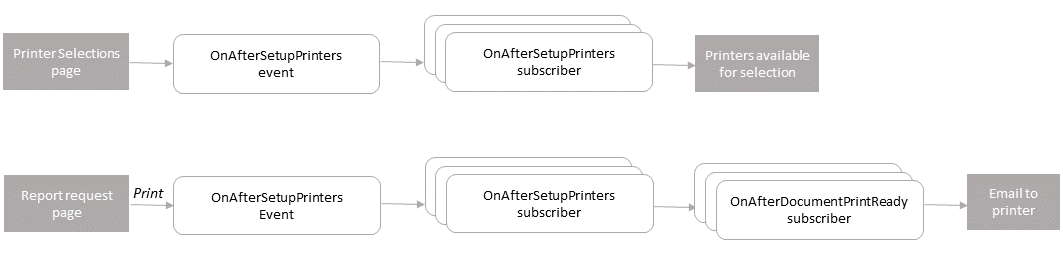 Printer Selections
page
OnAfterSetupPrinters
event
OnAfterSetupPrinters
subscriber
Printers available
for selection
Report request
page
Print
OnAfterSetupPrinters
Event
OnAfterSetupPrinters
subscriber
OnAfterDocumentPrintReady
subscriber
Email to
printer